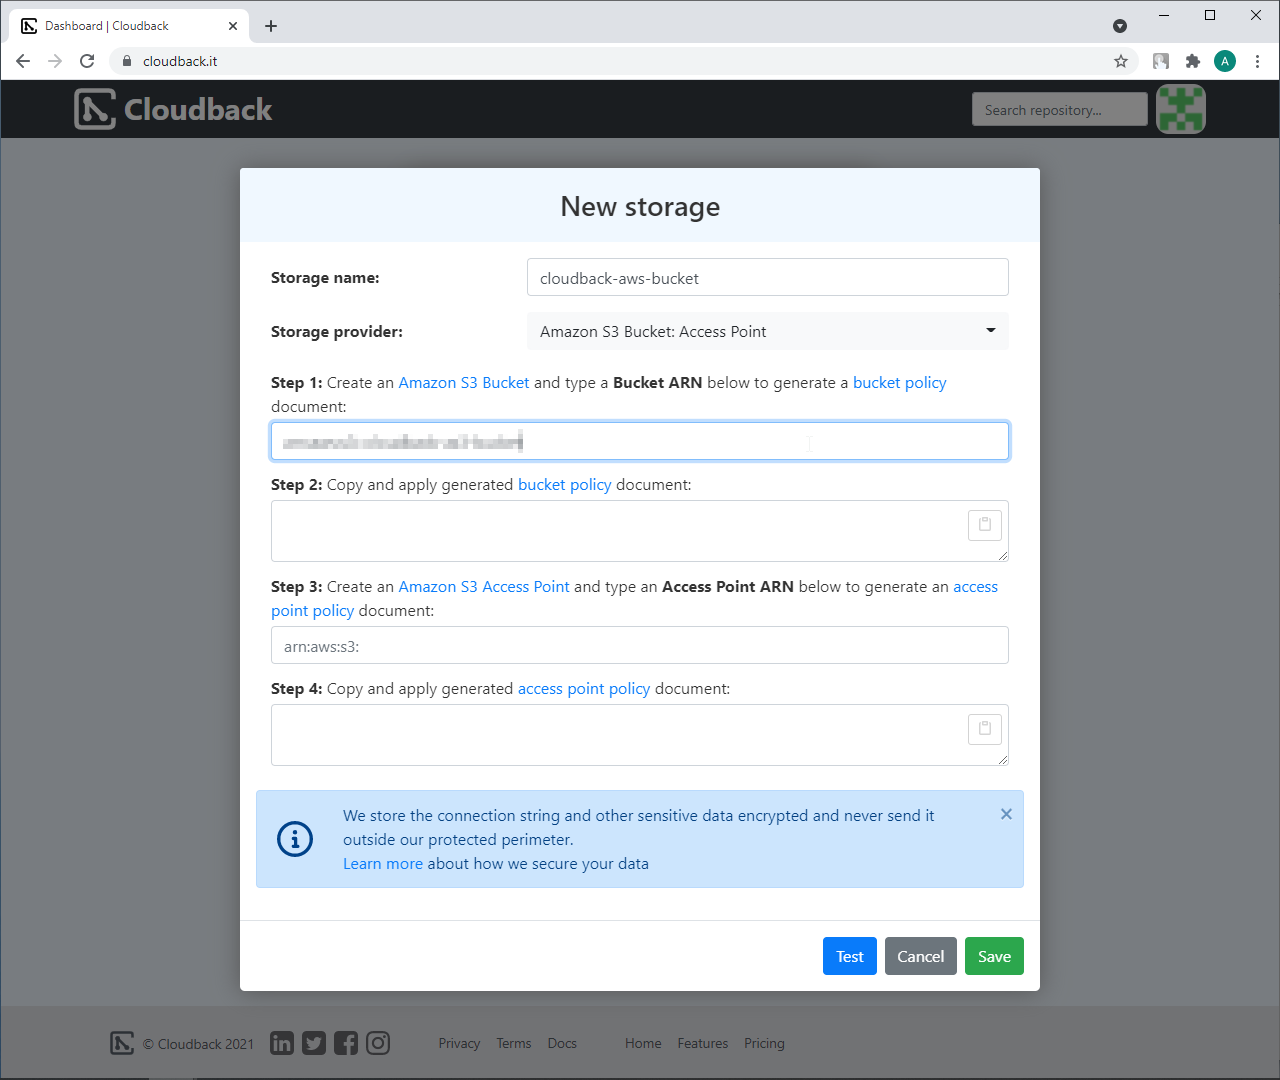 Dashboard | Cloudback
cloudback.it
A
Cloudback
Search repository...
New storage
Storage name:
cloudback-aws-bucket
Storage provider:
Amazon S3 Bucket: Access Point
Step 1: Create an Amazon S3 Bucket and type a Bucket ARN below to generate a bucket policy
document:
Step 2: Copy and apply generated bucket policy document:
Step 3: Create an Amazon S3 Access Point and type an Access Point ARN below to generate an access
point policy document:
arn:aws:s3:
Step 4: Copy and apply generated access point policy document:
We store the connection string and other sensitive data encrypted and never send it
outside our protected perimeter.
Learn more about how we secure your data
Test Cancel Save
© Cloudback 2021 Privacy Terms Docs Home Features Pricing